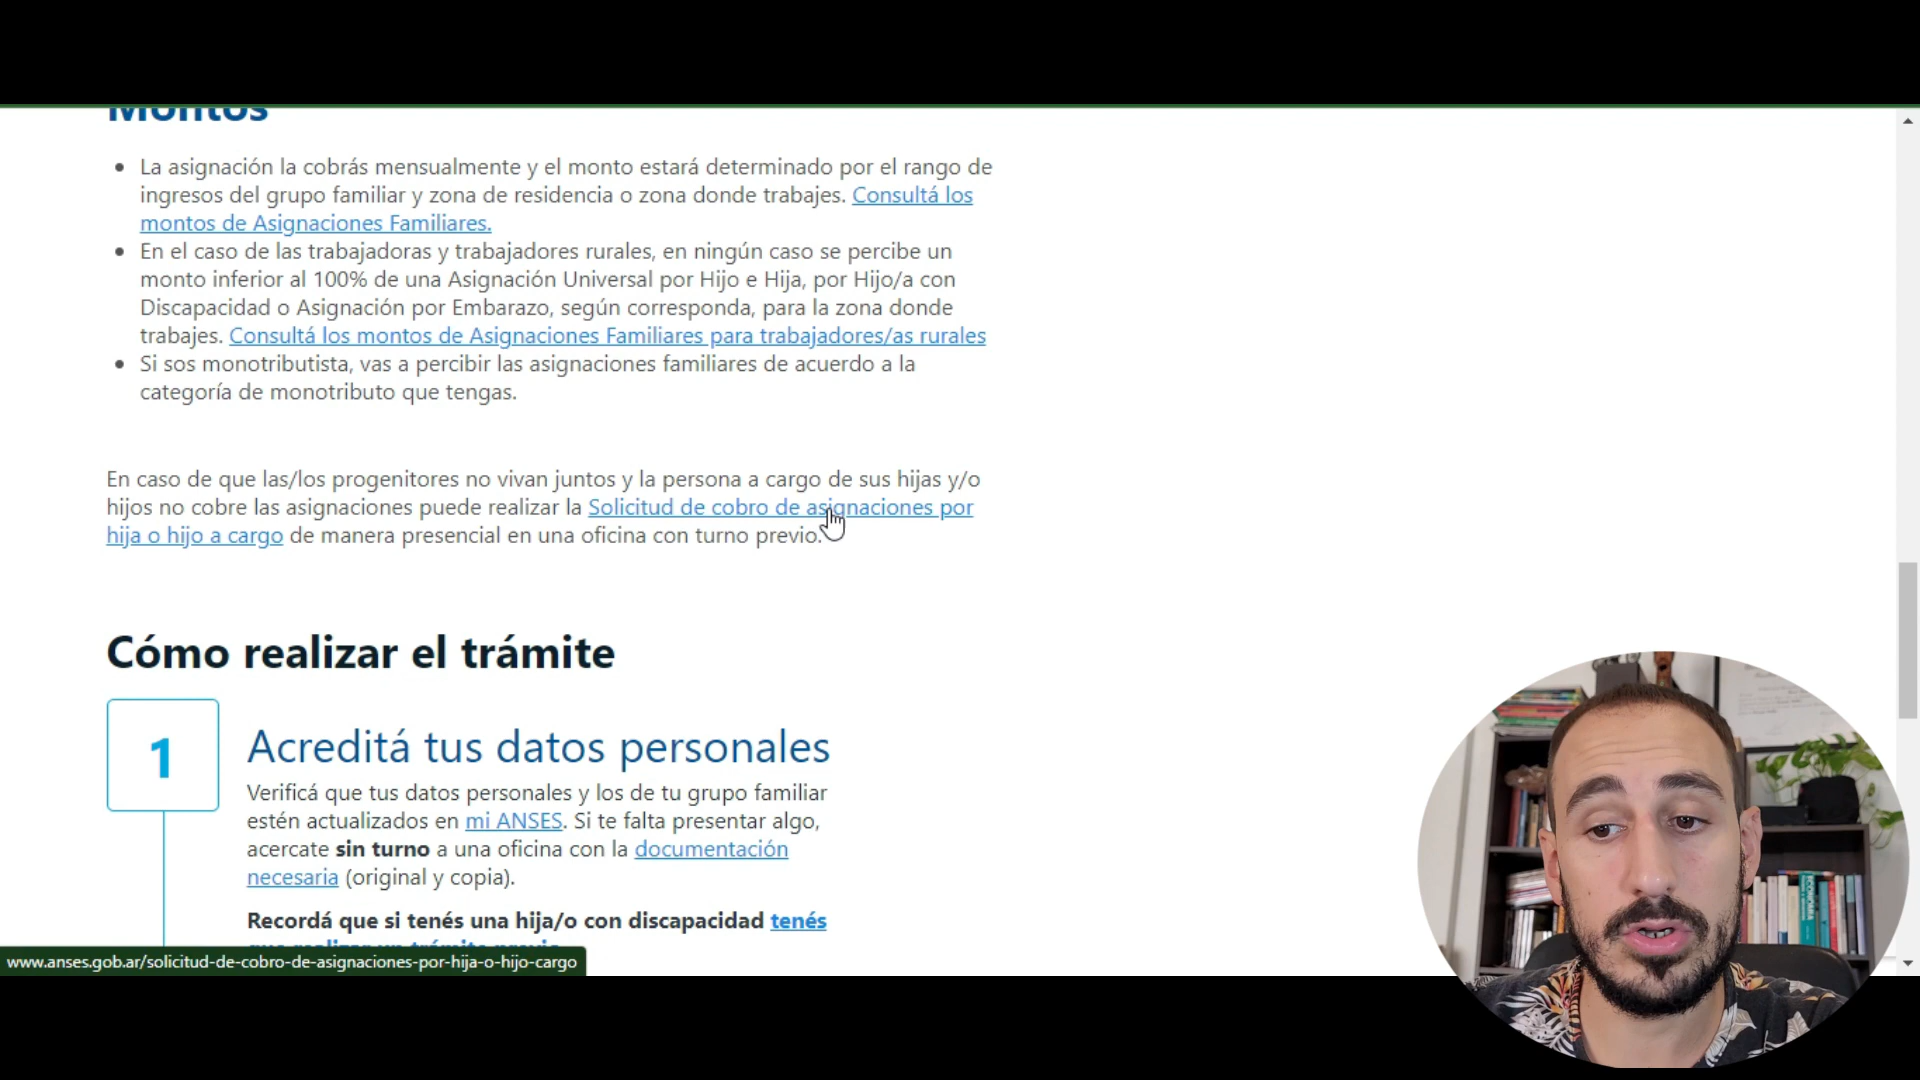 Montos
La asignación la cobrás mensualmente y el monto estará determinado por el rango de
ingresos del grupo familiar y zona de residencia o zona donde trabajes. Consultá los
montos de Asignaciones Familiares.
En el caso de las trabajadoras y trabajadores rurales, en ningún caso se percibe un
monto inferior al 100% de una Asignación Universal por Hijo e Hija, por Hijo/a con
Discapacidad o Asignación por Embarazo, según corresponda, para la zona donde
trabajes. Consultá los montos de Asignaciones Familiares para trabajadores/as rurales
Si sos monotributista, vas a percibir las asignaciones familiares de acuerdo a la
categoría de monotributo que tengas.
En caso de que las/los progenitores no vivan juntos y la persona a cargo de sus hijas y/o
hijos no cobre las asignaciones puede realizar la Solicitud de cobro de asignaciones por
hija o hijo a cargo de manera presencial en una oficina con turno previo.
Cómo realizar el trámite
1
Acreditá tus datos personales
Verificá que tus datos personales y los de tu grupo familiar
estén actualizados en mi ANSES. Si te falta presentar algo,
acercate sin turno a una oficina con la documentación
necesaria (original y copia).
Recordá que si tenés una hija/o con discapacidad tenés
que realizar un trámite previo
www.anses.gob.ar/solicitud-de-cobro-de-asignaciones-por-hija-o-hijo-cargo